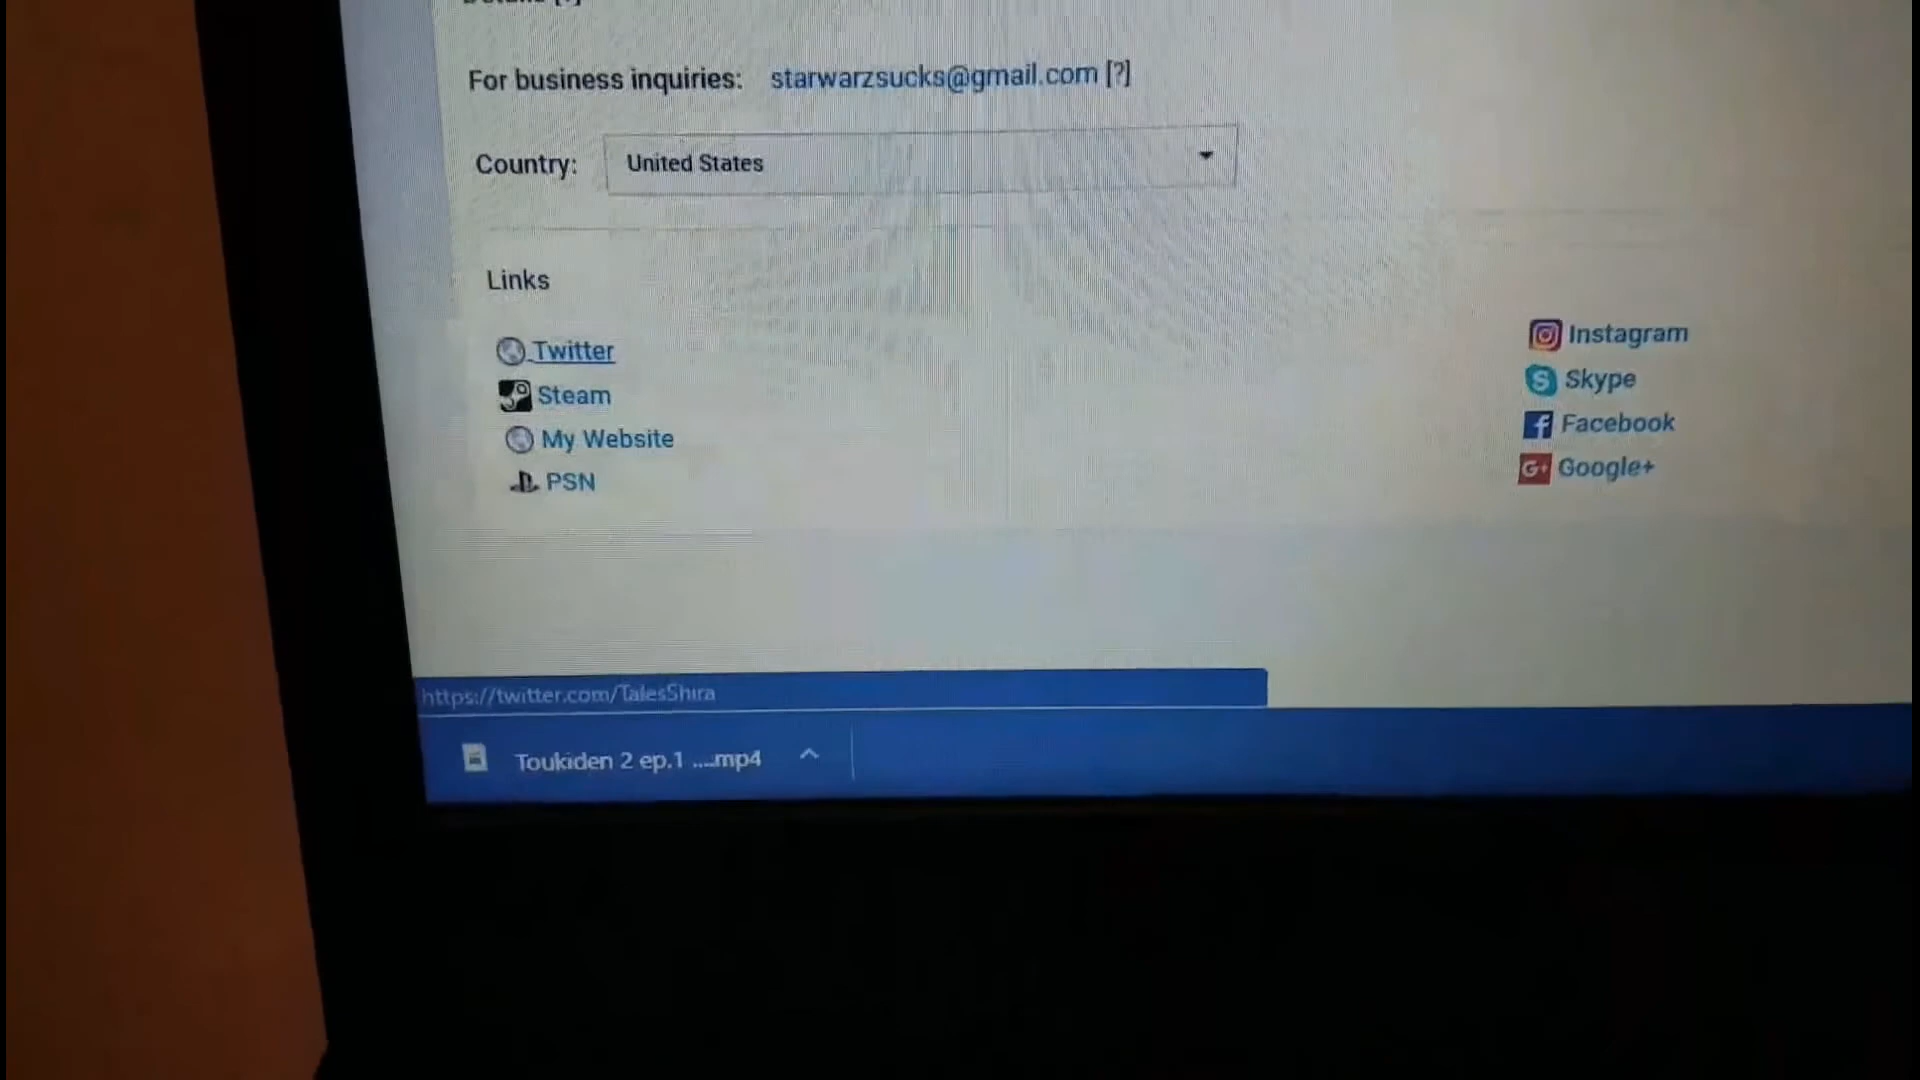 For business inquiries: starwarzsucks@gmail.com [?]
Country: United States
Links
Twitter
Steam
My Website
PSN
Instagram
Skype
Facebook
Google+
https://twitter.com/TalesShira
Toukiden 2 ep.1 ....mp4